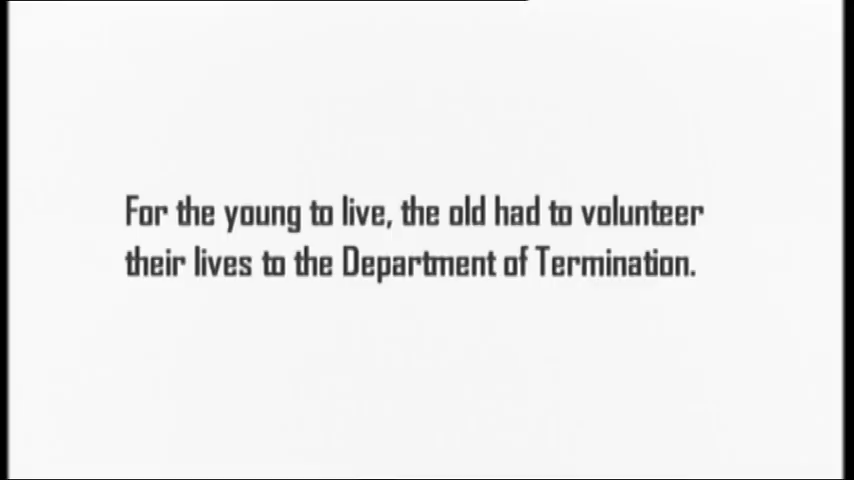 For the young to live, the old had to volunteer
their lives to the Department of Termination.